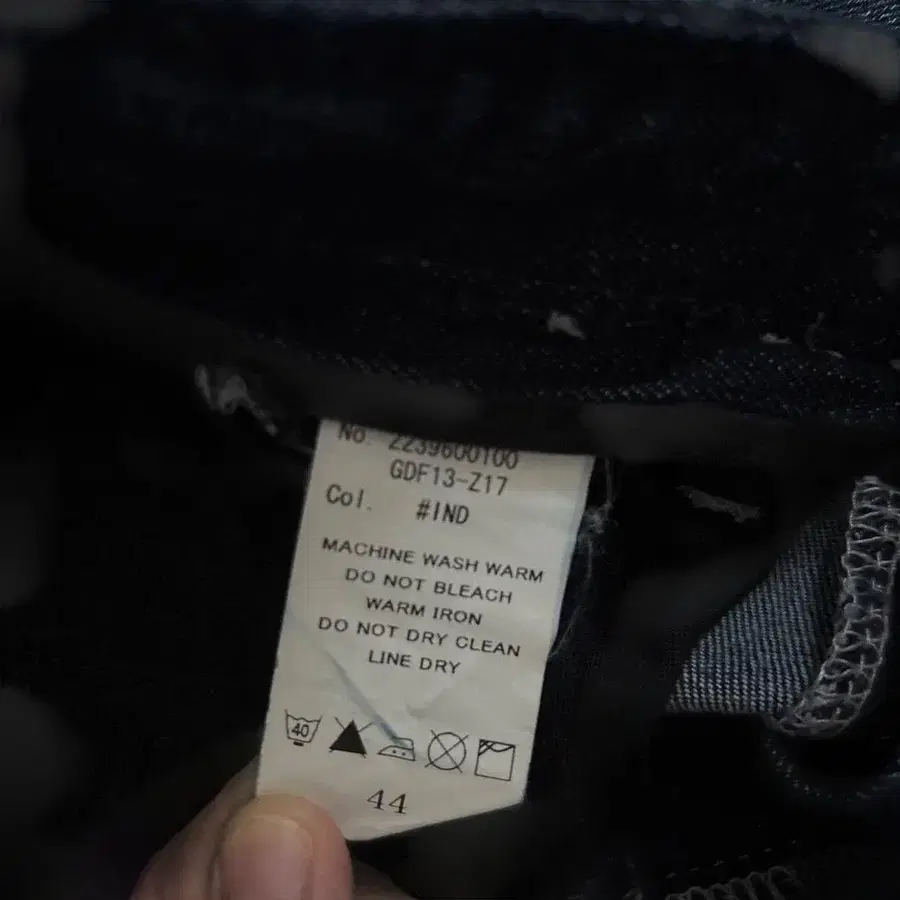 No. 2239600100
GDF13-Z17
Col. #IND
MACHINE WASH WARM
DO NOT BLEACH
WARM IRON
DO NOT DRY CLEAN
LINE DRY
40
44